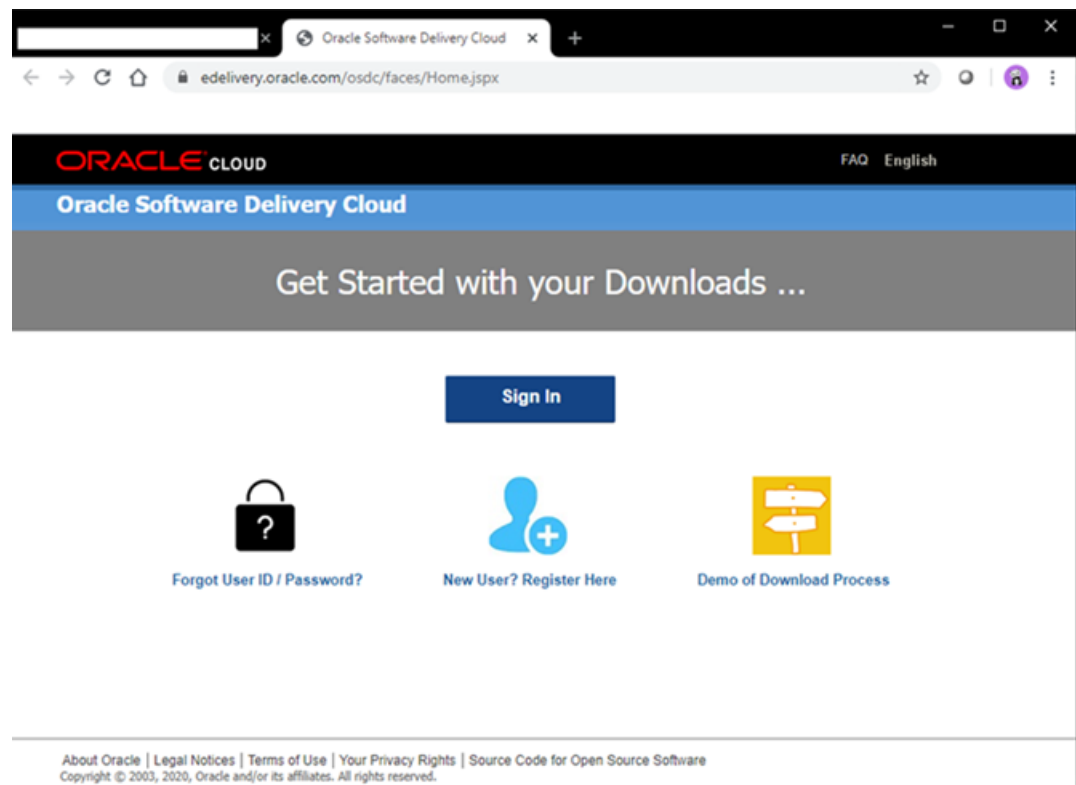 Oracle Software Delivery Cloud
edelivery.oracle.com/osdc/faces/Home.jspx
ORACLE CLOUD
FAQ English
Oracle Software Delivery Cloud
Get Started with your Downloads ...
Sign In
?
Forgot User ID / Password?
New User? Register Here
Demo of Download Process
About Oracle | Legal Notices | Terms of Use | Your Privacy Rights | Source Code for Open Source Software
Copyright © 2003, 2020, Oracle and/or its affiliates. All rights reserved.